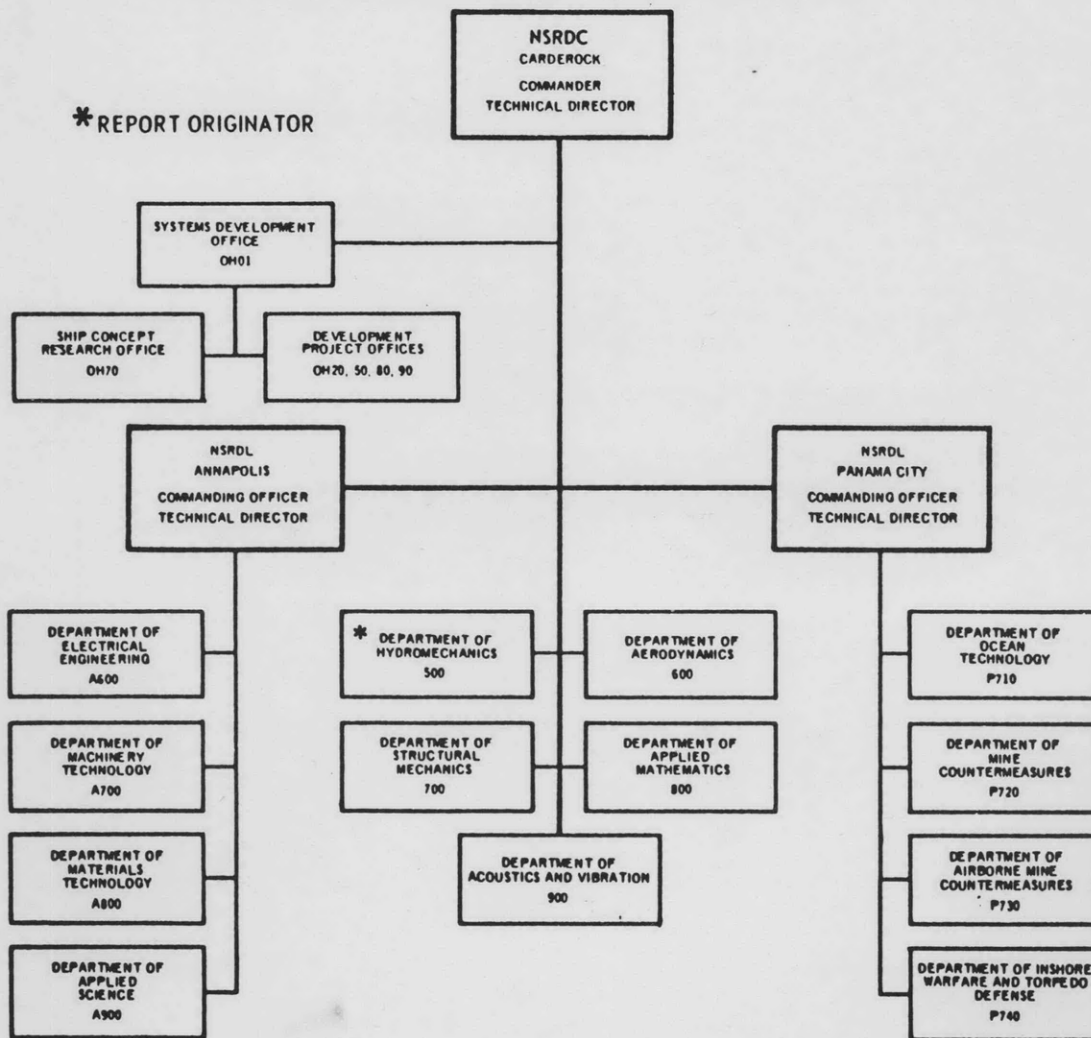 NSRDC
CARDEROCK
COMMANDER
TECHNICAL DIRECTOR
*REPORT ORIGINATOR
SYSTEMS DEVELOPMENT
OFFICE
OH01
SHIP CONCEPT
RESEARCH OFFICE
OH70
DEVELOPMENT
PROJECT OFFICES
OH20, 50, 80, 90
NSRDL
ANNAPOLIS
COMMANDING OFFICER
TECHNICAL DIRECTOR
NSRDL
PANAMA CITY
COMMANDING OFFICER
TECHNICAL DIRECTOR
DEPARTMENT OF
ELECTRICAL
ENGINEERING
A600
* DEPARTMENT OF
HYDROMECHANICS
500
DEPARTMENT OF
AERODYNAMICS
600
DEPARTMENT OF
OCEAN
TECHNOLOGY
P710
DEPARTMENT OF
MACHINERY
TECHNOLOGY
A700
DEPARTMENT OF
STRUCTURAL
MECHANICS
700
DEPARTMENT OF
APPLIED
MATHEMATICS
800
DEPARTMENT OF
MINE
COUNTERMEASURES
P720
DEPARTMENT OF
MATERIALS
TECHNOLOGY
A800
DEPARTMENT OF
ACOUSTICS AND VIBRATION
900
DEPARTMENT OF
AIRBORNE MINE
COUNTERMEASURES
P730
DEPARTMENT OF
APPLIED
SCIENCE
A900
DEPARTMENT OF INSHORE
WARFARE AND TORPEDO
DEFENSE
P740